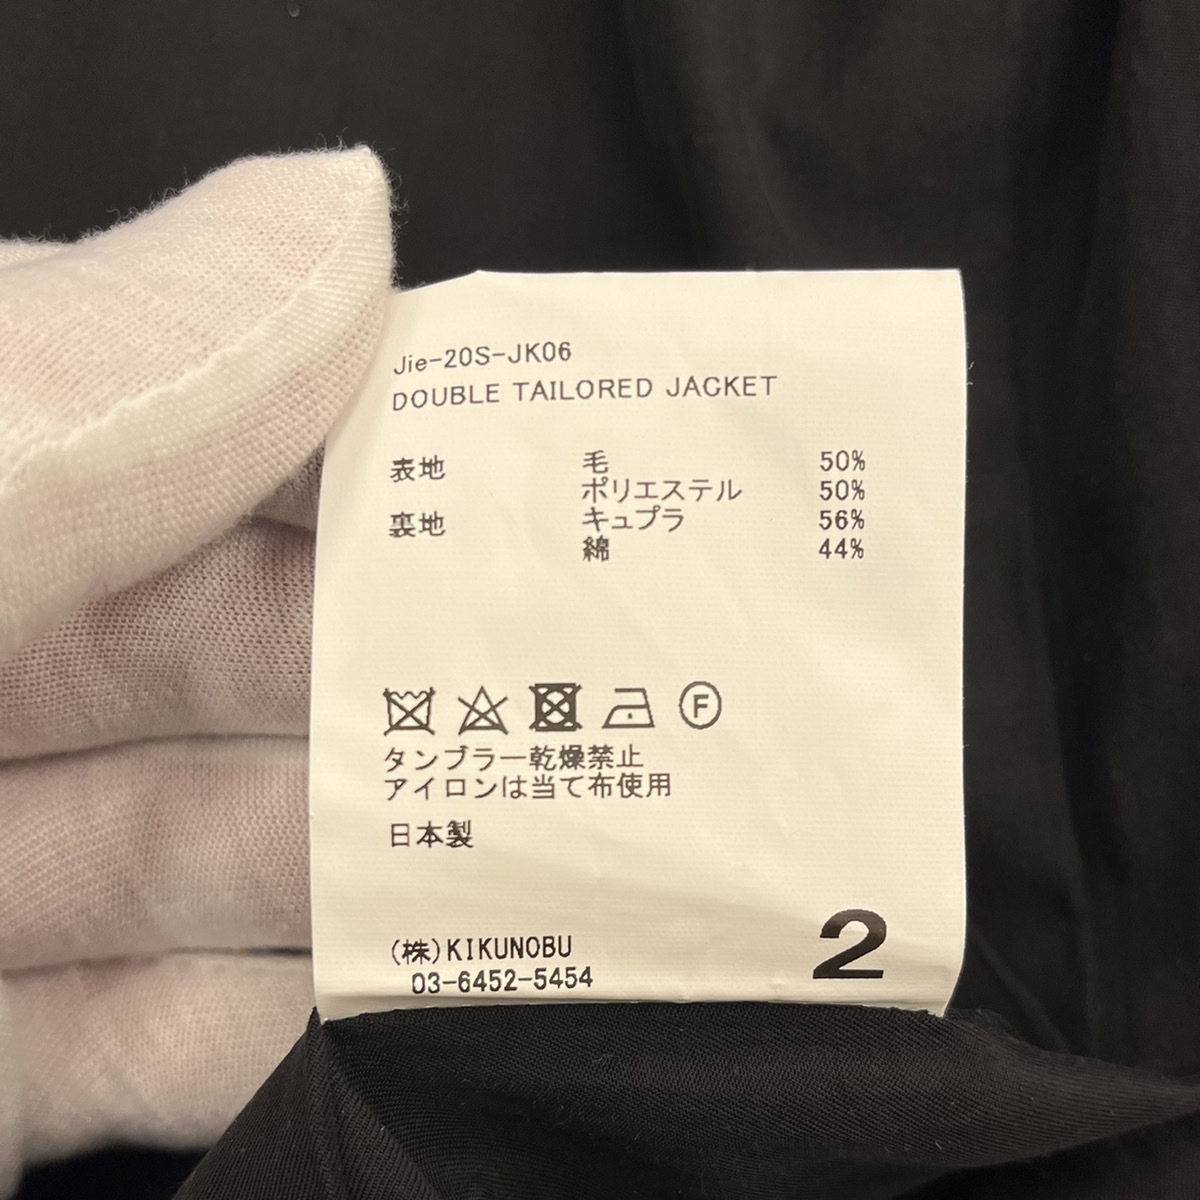 Jie-20S-JK06
DOUBLE TAILORED JACKET
表地 毛 50%
ポリエステル 50%
裏地 キュプラ 56%
綿 44%
F
タンブラー乾燥禁止
アイロンは当て布使用
日本製
(株)KIKUNOBU
03-6452-5454
2